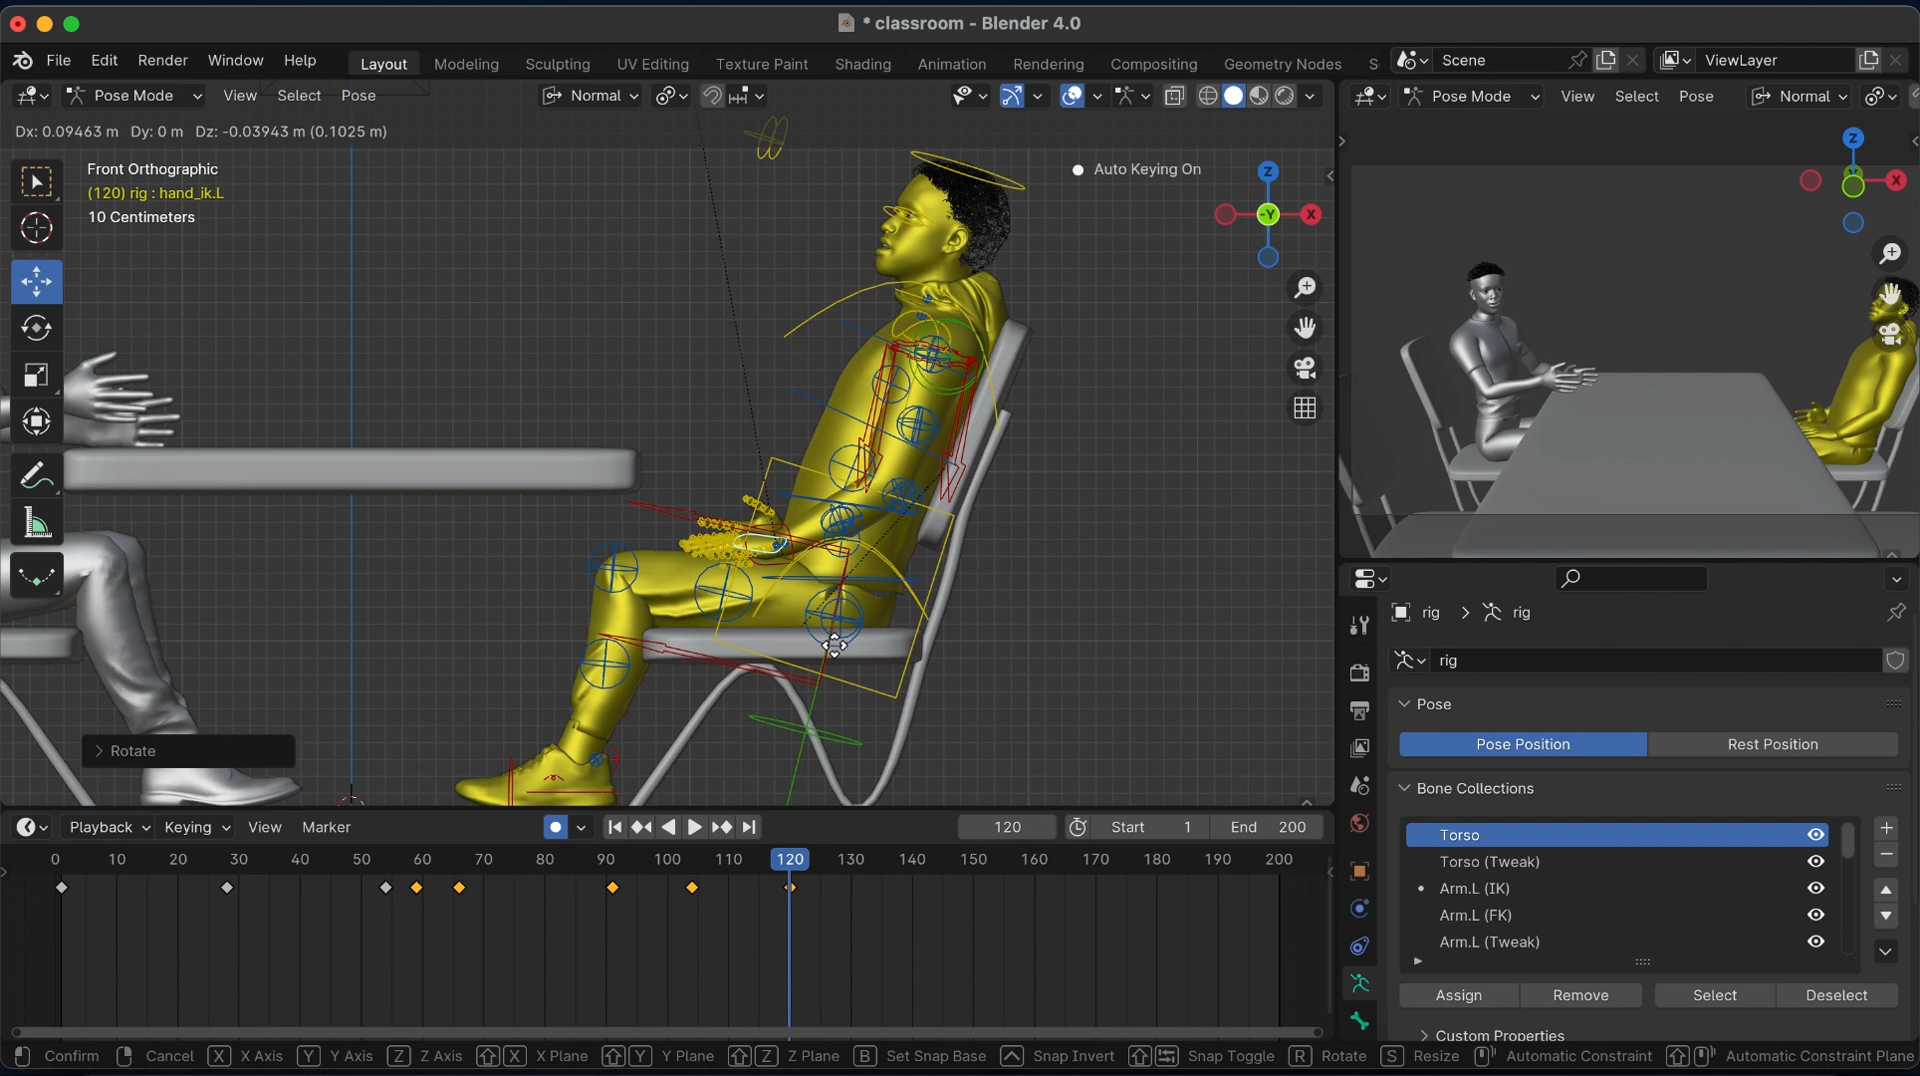 * classroom - Blender 4.0
File Edit Render Window Help Layout Modeling Sculpting UV Editing Texture Paint Shading Animation Rendering Compositing Geometry Nodes S Scene ViewLayer
Pose Mode View Select Pose Normal
Pose Mode View Select Pose Normal
Dx: 0.09463 m Dy: 0 m Dz: -0.03943 m (0.1025 m)
Front Orthographic
(120) rig : hand_ik.L
10 Centimeters
Auto Keying On
Z
-Y
X
Z
X
Rotate
rig > rig
rig
Pose
Pose Position Rest Position
Bone Collections
Torso
Torso (Tweak)
Arm.L (IK)
Arm.L (FK)
Arm.L (Tweak)
Assign Remove Select Deselect
Custom Properties
Playback Keying View Marker 120 Start 1 End 200
0 10 20 30 40 50 60 70 80 90 100 110 120 130 140 150 160 170 180 190 200
Confirm Cancel X X Axis Y Y Axis Z Z Axis X X Plane Y Y Plane Z Z Plane B Set Snap Base Snap Invert Snap Toggle R Rotate S Resize Automatic Constraint Automatic Constraint Plane